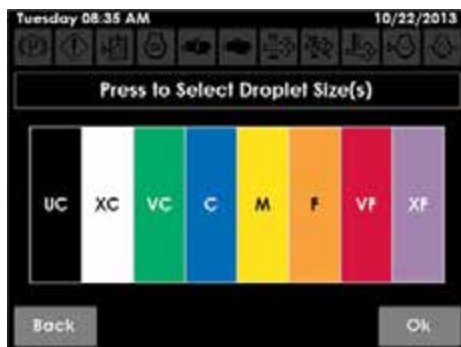 Tuesday 08:35 AM 10/22/2013
Press to Select Droplet Size(s)
UC XC VC C M F VF XF
Back Ok